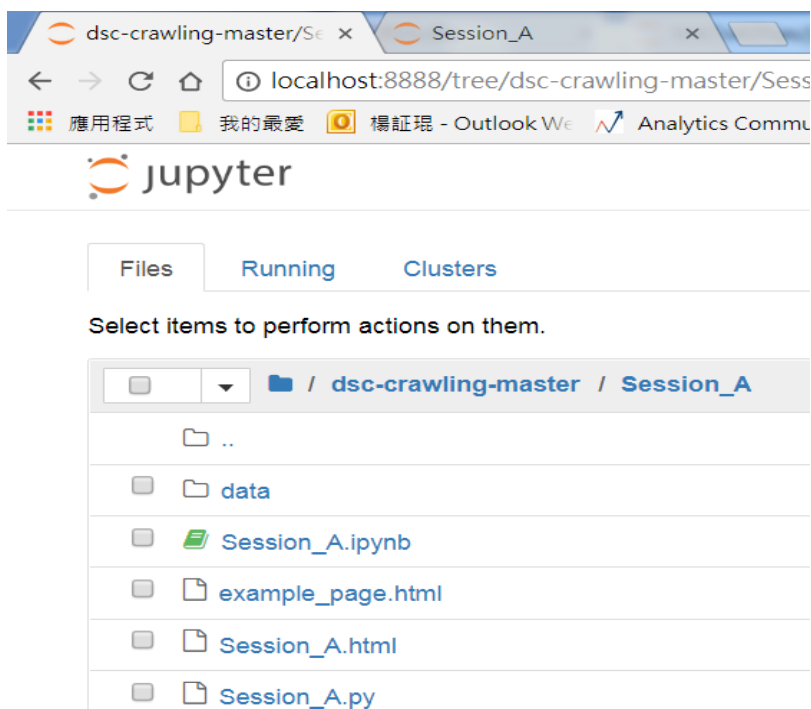 dsc-crawling-master/Se
Session_A
localhost:8888/tree/dsc-crawling-master/Sess
應用程式 我的最愛 楊証琨 - Outlook We Analytics Commu
jupyter
Files Running Clusters
Select items to perform actions on them.
/ dsc-crawling-master / Session_A
..
data
Session_A.ipynb
example_page.html
Session_A.html
Session_A.py